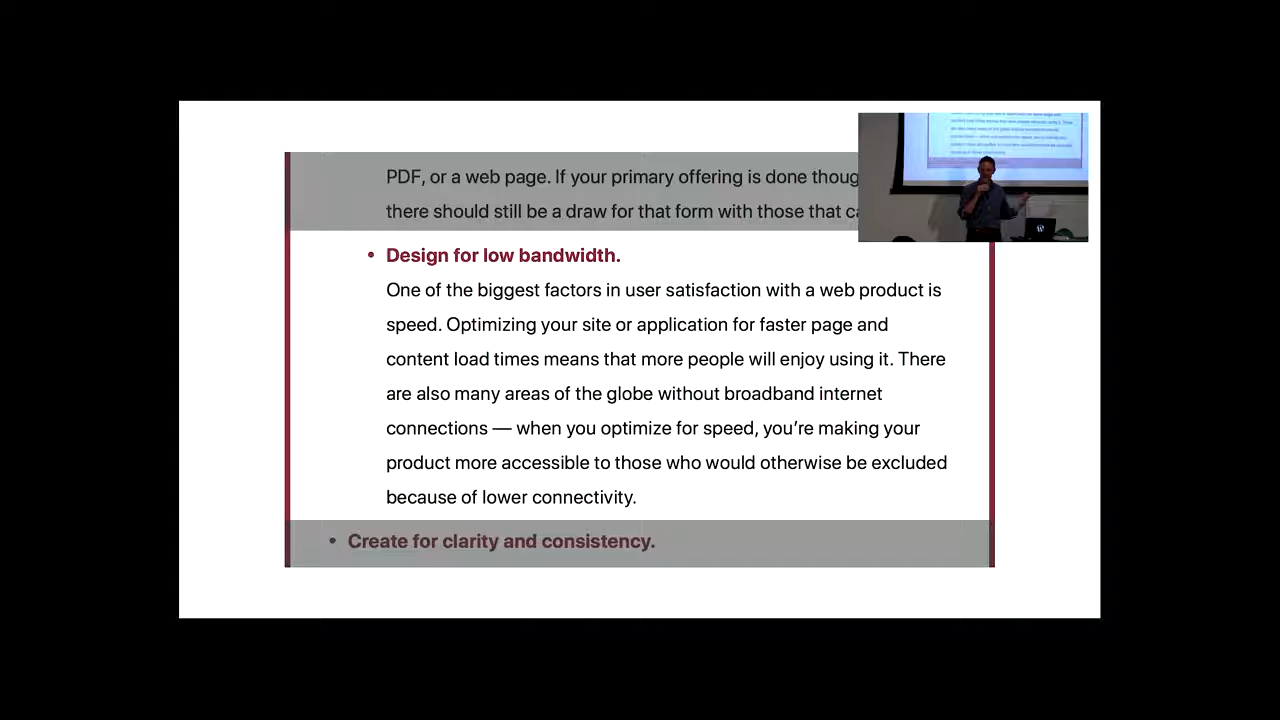 PDF, or a web page. If your primary offering is done
there should still be a draw for that form with those that
• Design for low bandwidth.
One of the biggest factors in user satisfaction with a web product is
speed. Optimizing your site or application for faster page and
content load times means that more people will enjoy using it. There
are also many areas of the globe without broadband internet
connections — when you optimize for speed, you’re making your
product more accessible to those who would otherwise be excluded
because of lower connectivity.
• Create for clarity and consistency.